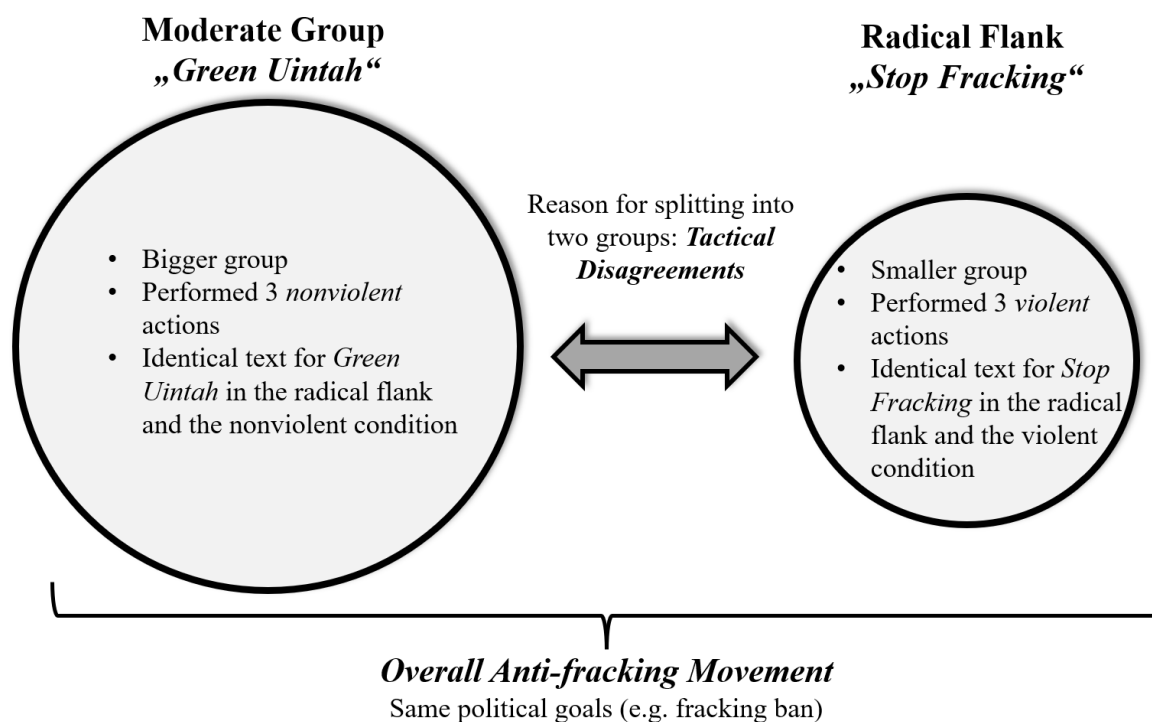 Moderate Group
„Green Uintah“
• Bigger group
• Performed 3 nonviolent
actions
• Identical text for Green
Uintah in the radical flank
and the nonviolent condition
Reason for splitting into
two groups: Tactical
Disagreements
Radical Flank
„Stop Fracking“
• Smaller group
• Performed 3 violent
actions
• Identical text for Stop
Fracking in the radical
flank and the violent
condition
Overall Anti-fracking Movement
Same political goals (e.g. fracking ban)